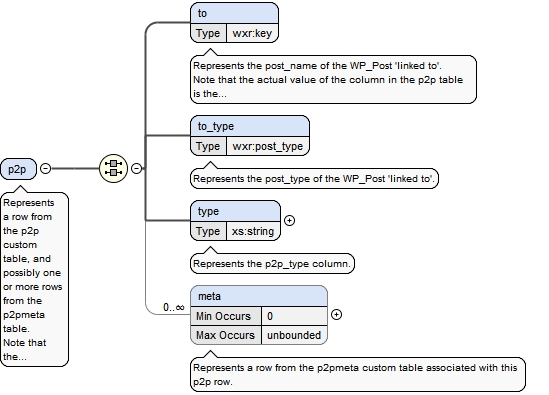 to
Type wxr:key
Represents the post_name of the WP_Post 'linked to'.
Note that the actual value of the column in the p2p table
is the...
to_type
Type wxr:post_type
Represents the post_type of the WP_Post 'linked to'.
p2p
Represents
a row from
the p2p
custom
table, and
possibly one
or more rows
from the
p2pmeta
table.
Note that
the...
type
Type xs:string
Represents the p2p_type column.
0..∞
meta
Min Occurs 0
Max Occurs unbounded
Represents a row from the p2pmeta custom table associated with this
p2p row.